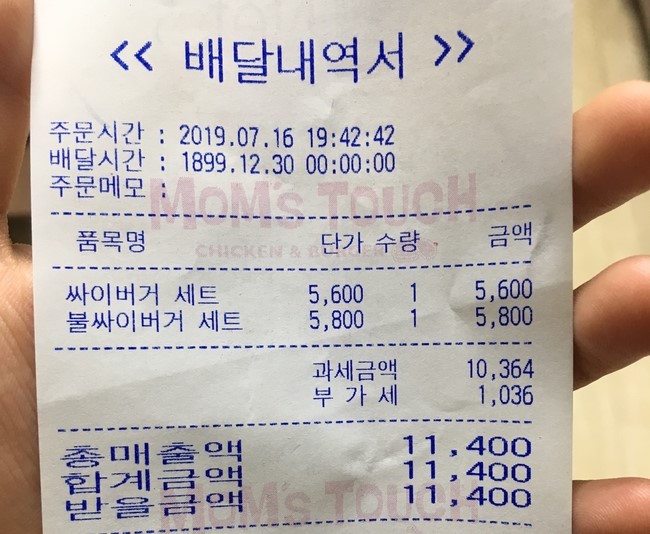 << 배달내역서 >>
주문시간 : 2019.07.16 19:42:42
배달시간 : 1899.12.30 00:00:00
주문메모 :
MOM'S TOUCH
CHICKEN & BURGER
품목명 단가 수량 금액
싸이버거 세트 5,600 1 5,600
불싸이버거 세트 5,800 1 5,800
과세금액 10,364
부 가 세 1,036
총매출액 11,400
합계금액 11,400
받을금액 11,400
MOM'S TOUCH